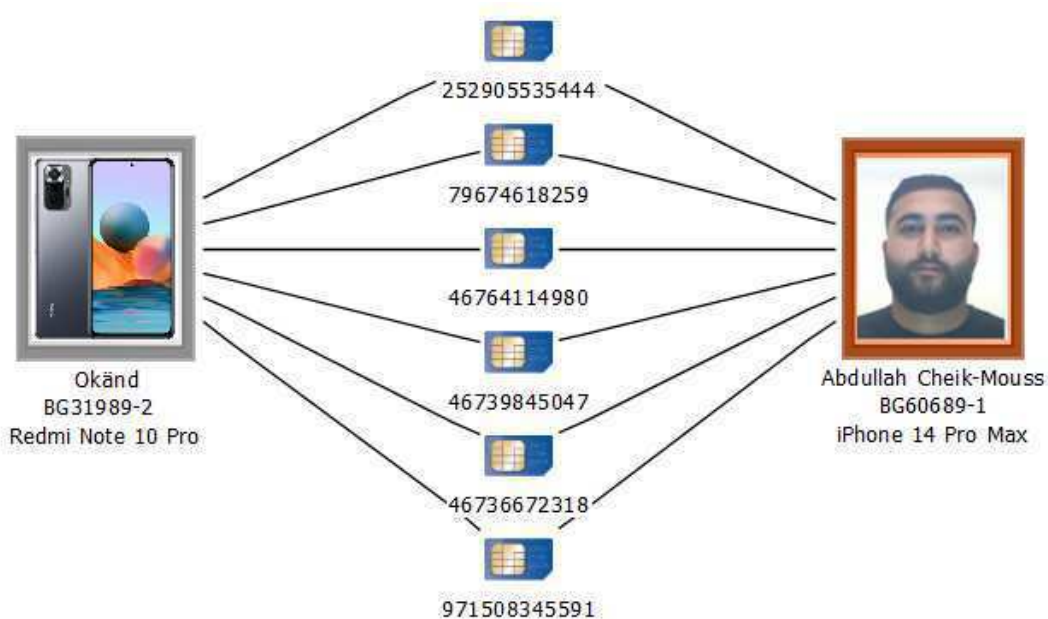 252905535444
79674618259
46764114980
46739845047
46736672318
971508345591
Okänd
BG31989-2
Redmi Note 10 Pro
Abdullah Cheik-Mouss
BG60689-1
iPhone 14 Pro Max